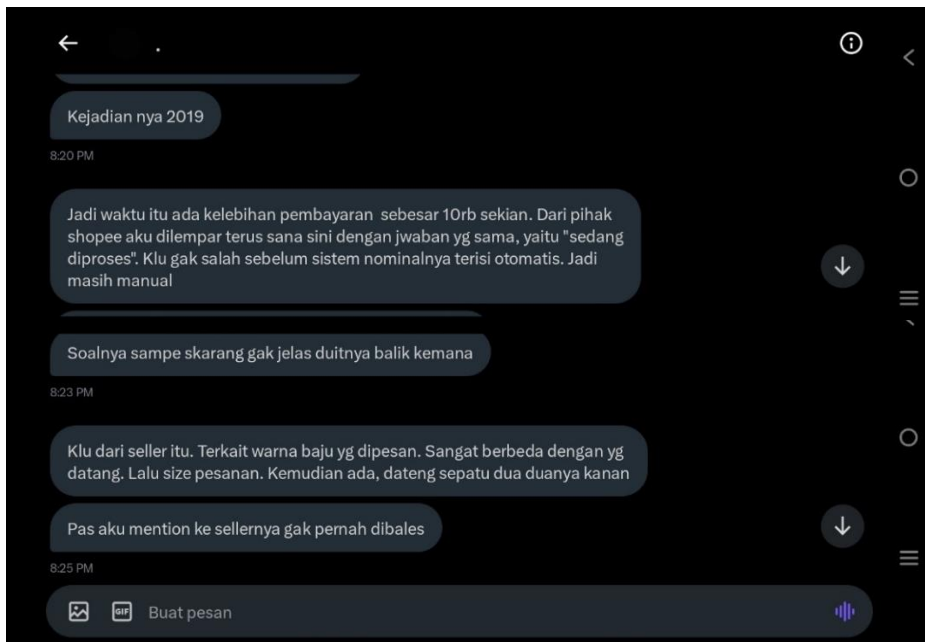 Kejadian nya 2019
8:20 PM
Jadi waktu itu ada kelebihan pembayaran sebesar 10rb sekian. Dari pihak
shopee aku dilempar terus sana sini dengan jwaban yg sama, yaitu "sedang
diproses". Klu gak salah sebelum sistem nominalnya terisi otomatis. Jadi
masih manual
Soalnya sampe skarang gak jelas duitnya balik kemana
8:23 PM
Klu dari seller itu. Terkait warna baju yg dipesan. Sangat berbeda dengan yg
datang. Lalu size pesanan. Kemudian ada, dateng sepatu dua duanya kanan
Pas aku mention ke sellernya gak pernah dibales
8:25 PM
GIF
Buat pesan